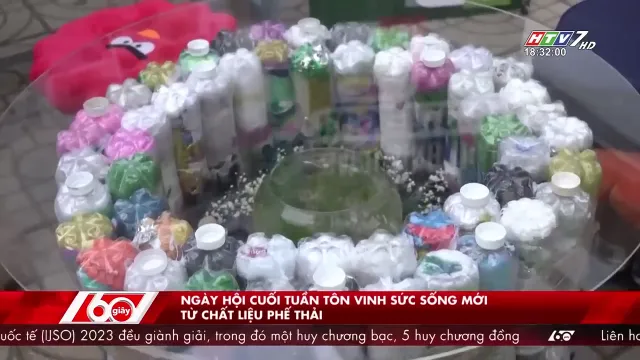 HTV7 HD
18:32:00
60 giây
NGÀY HỘI CUỐI TUẦN TÔN VINH SỨC SỐNG MỚI
TỪ CHẤT LIỆU PHẾ THẢI
uốc tế (IJSO) 2023 đều giành giải, trong đó một huy chương bạc, 5 huy chương đồng
60 giây
Liên h